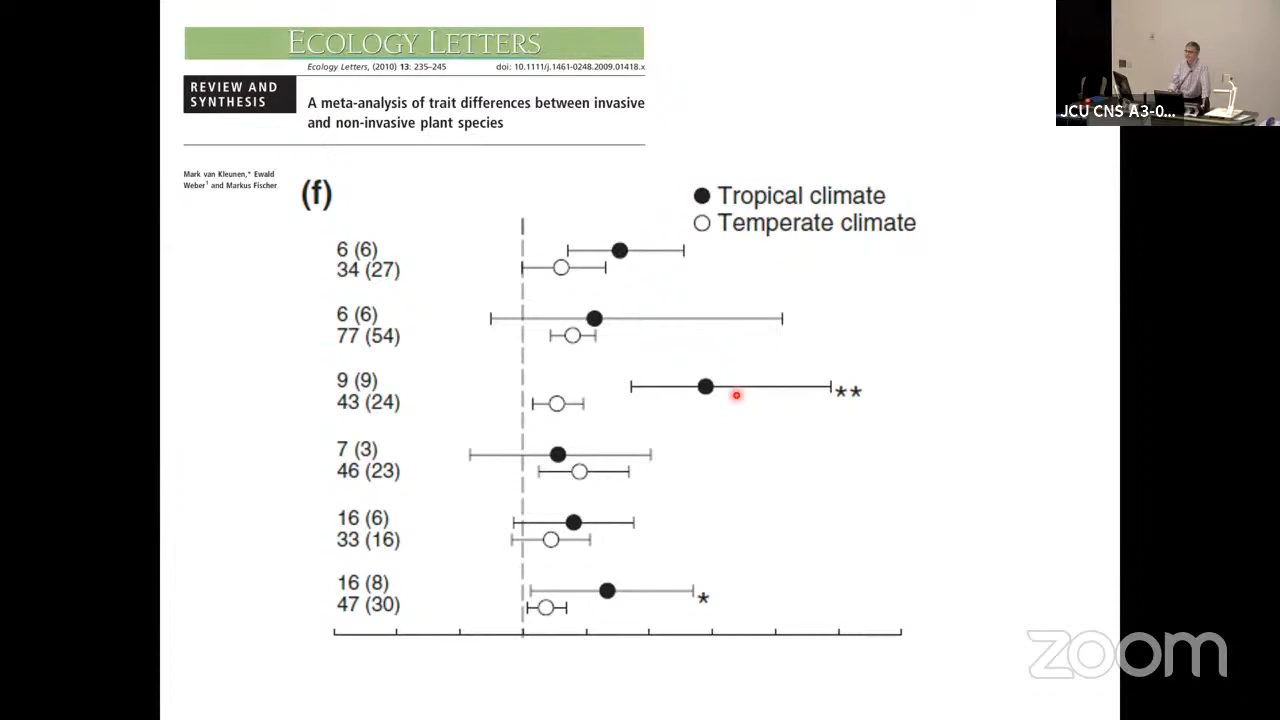 ECOLOGY LETTERS
Ecology Letters, (2010) 13: 235–245
doi: 10.1111/j.1461-0248.2009.01418.x
REVIEW AND
SYNTHESIS
A meta-analysis of trait differences between invasive
and non-invasive plant species
Mark van Kleunen,* Ewald
Weber¹ and Markus Fischer
(f)
Tropical climate
Temperate climate
6 (6)
34 (27)
6 (6)
77 (54)
9 (9)
**
43 (24)
7 (3)
46 (23)
16 (6)
33 (16)
16 (8)
*
47 (30)
JCU CNS A3-0...
zoom